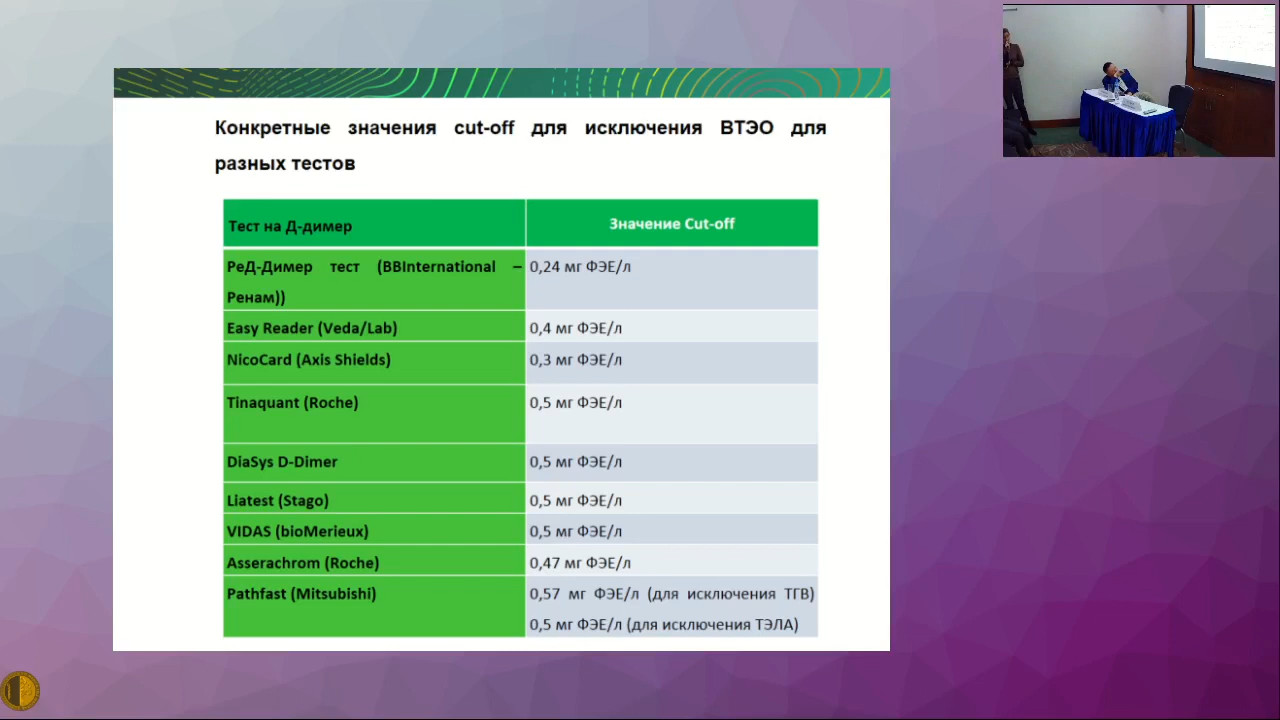 Конкретные значения cut-off для исключения ВТЭО для
разных тестов
Тест на Д-димер
Значение Cut-off
РеД-Димер тест (BBInternational –
Ренам))
0,24 мг ФЭЕ/л
Easy Reader (Veda/Lab)
0,4 мг ФЭЕ/л
NicoCard (Axis Shields)
0,3 мг ФЭЕ/л
Tinaquant (Roche)
0,5 мг ФЭЕ/л
DiaSys D-Dimer
0,5 мг ФЭЕ/л
Liatest (Stago)
0,5 мг ФЭЕ/л
VIDAS (bioMerieux)
0,5 мг ФЭЕ/л
Asserachrom (Roche)
0,47 мг ФЭЕ/л
Pathfast (Mitsubishi)
0,57 мг ФЭЕ/л (для исключения ТГВ)
0,5 мг ФЭЕ/л (для исключения ТЭЛА)